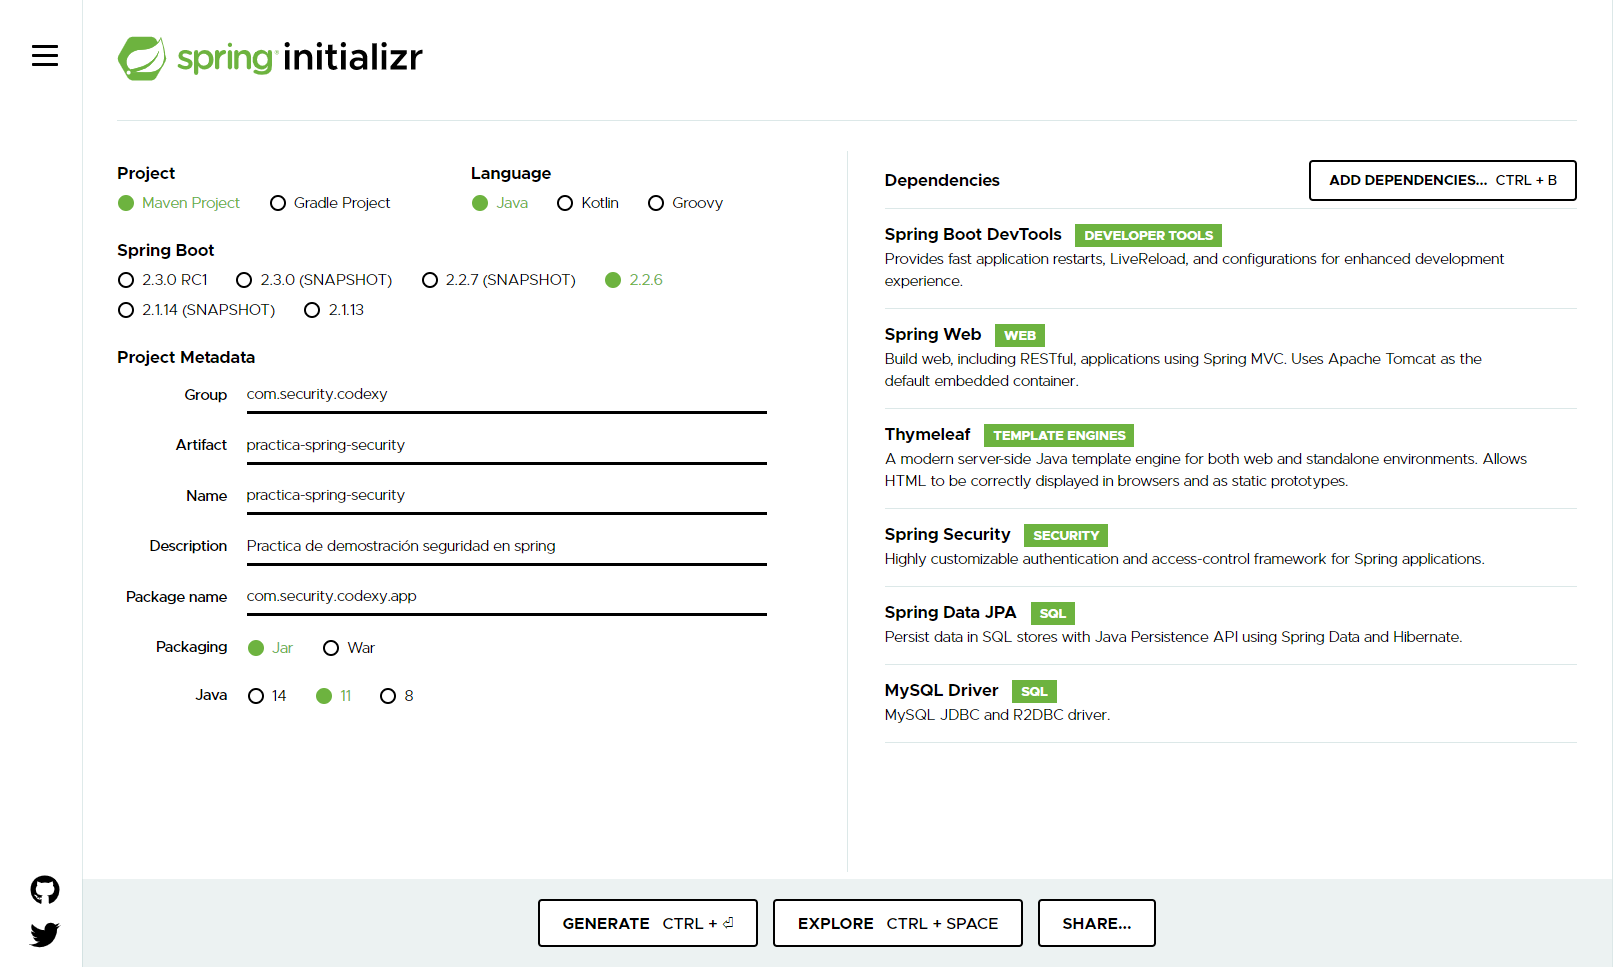 spring initializr
Project
Maven Project Gradle Project
Language
Java Kotlin Groovy
Spring Boot
2.3.0 RC1 2.3.0 (SNAPSHOT) 2.2.7 (SNAPSHOT) 2.2.6
2.1.14 (SNAPSHOT) 2.1.13
Project Metadata
Group com.security.codexy
Artifact practica-spring-security
Name practica-spring-security
Description Practica de demostración seguridad en spring
Package name com.security.codexy.app
Packaging Jar War
Java 14 11 8
Dependencies ADD DEPENDENCIES... CTRL + B
Spring Boot DevTools DEVELOPER TOOLS
Provides fast application restarts, LiveReload, and configurations for enhanced development
experience.
Spring Web WEB
Build web, including RESTful, applications using Spring MVC. Uses Apache Tomcat as the
default embedded container.
Thymeleaf TEMPLATE ENGINES
A modern server-side Java template engine for both web and standalone environments. Allows
HTML to be correctly displayed in browsers and as static prototypes.
Spring Security SECURITY
Highly customizable authentication and access-control framework for Spring applications.
Spring Data JPA SQL
Persist data in SQL stores with Java Persistence API using Spring Data and Hibernate.
MySQL Driver SQL
MySQL JDBC and R2DBC driver.
GENERATE CTRL + ⏎ EXPLORE CTRL + SPACE SHARE...